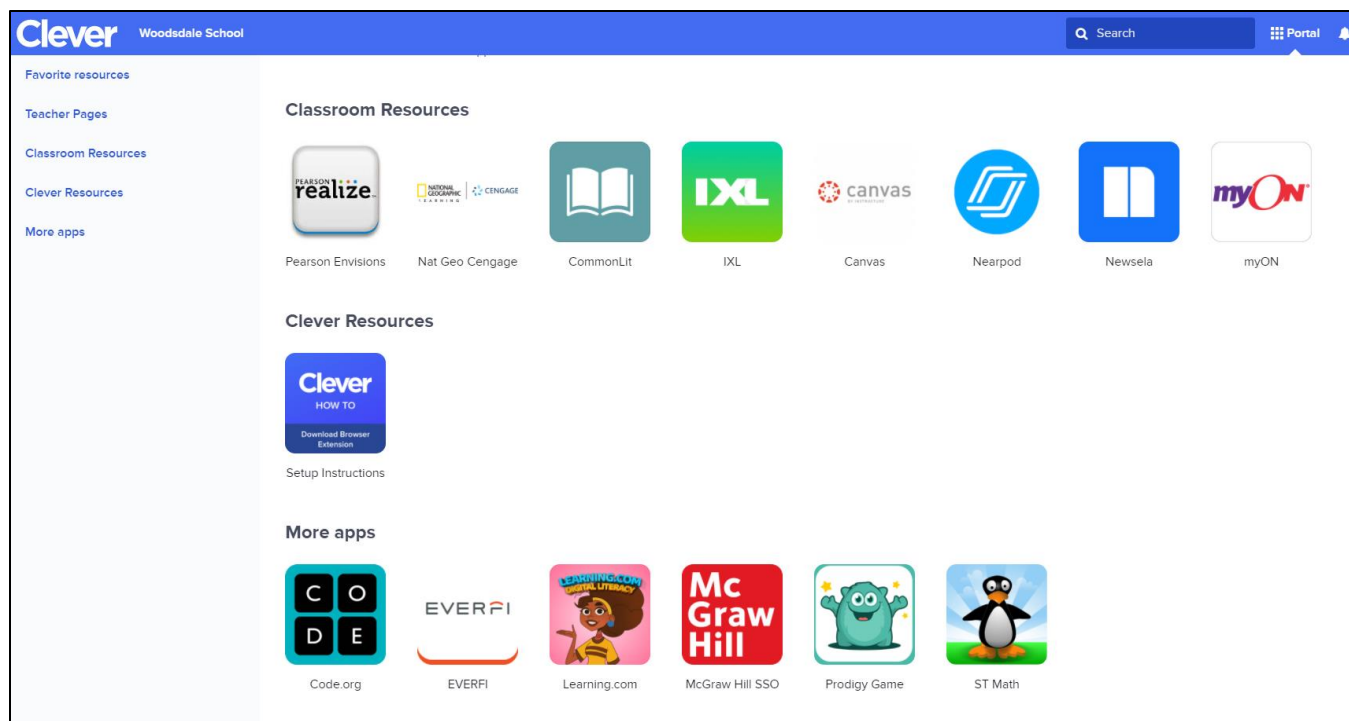 Clever Woodsdale School Search Portal
Favorite resources
Teacher Pages
Classroom Resources
Clever Resources
More apps
Classroom Resources
PEARSON
realize™
NATIONAL
GEOGRAPHIC
LEARNING
CENGAGE
IXL
canvas
BY INSTRUCTURE
myON
Pearson Envisions Nat Geo Cengage CommonLit IXL Canvas Nearpod Newsela myON
Clever Resources
Clever
HOW TO
Download Browser
Extension
Setup Instructions
More apps
C O
D E
EVERFI
LEARNING.COM
DIGITAL LITERACY
Mc
Graw
Hill
Code.org EVERFI Learning.com McGraw Hill SSO Prodigy Game ST Math